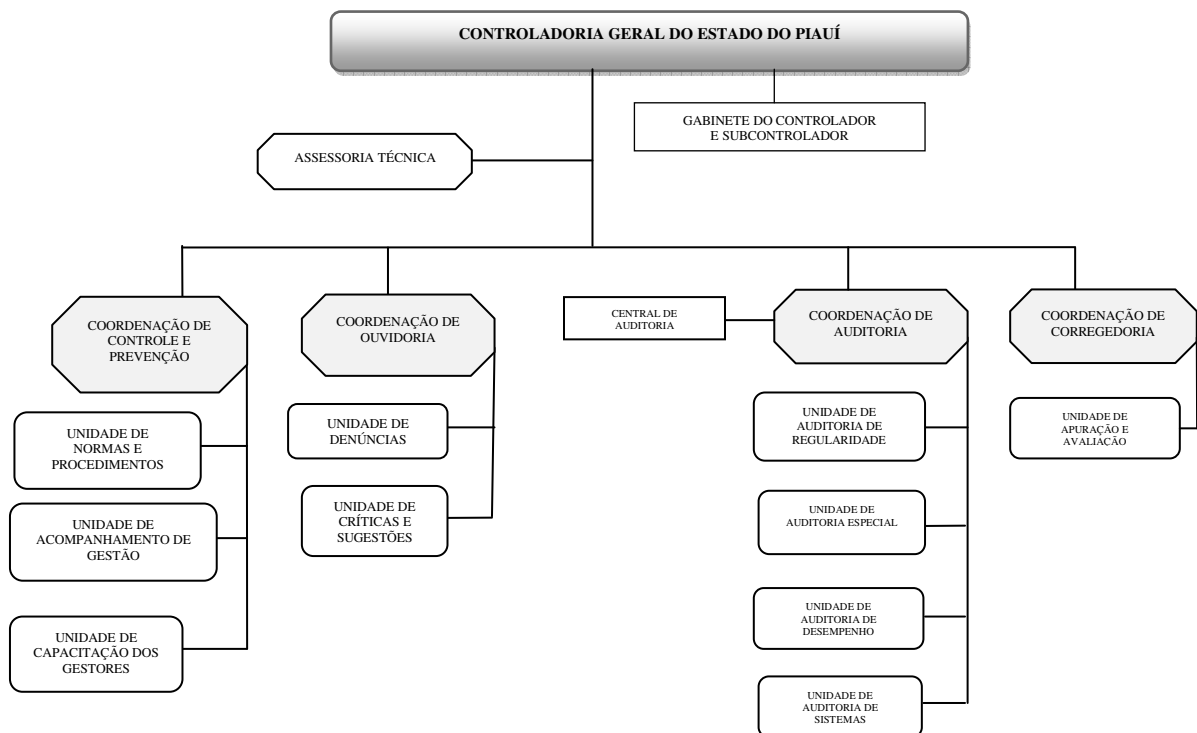 CONTROLADORIA GERAL DO ESTADO DO PIAUÍ
GABINETE DO CONTROLADOR
E SUBCONTROLADOR
ASSESSORIA TÉCNICA
COORDENAÇÃO DE
CONTROLE E
PREVENÇÃO
COORDENAÇÃO DE
OUVIDORIA
CENTRAL DE
AUDITORIA
COORDENAÇÃO DE
AUDITORIA
COORDENAÇÃO DE
CORREGEDORIA
UNIDADE DE
NORMAS E
PROCEDIMENTOS
UNIDADE DE
ACOMPANHAMENTO DE
GESTÃO
UNIDADE DE
CAPACITAÇÃO DOS
GESTORES
UNIDADE DE
DENÚNCIAS
UNIDADE DE
CRÍTICAS E
SUGESTÕES
UNIDADE DE
AUDITORIA DE
REGULARIDADE
UNIDADE DE
AUDITORIA ESPECIAL
UNIDADE DE
AUDITORIA DE
DESEMPENHO
UNIDADE DE
AUDITORIA DE
SISTEMAS
UNIDADE DE
APURAÇÃO E
AVALIAÇÃO